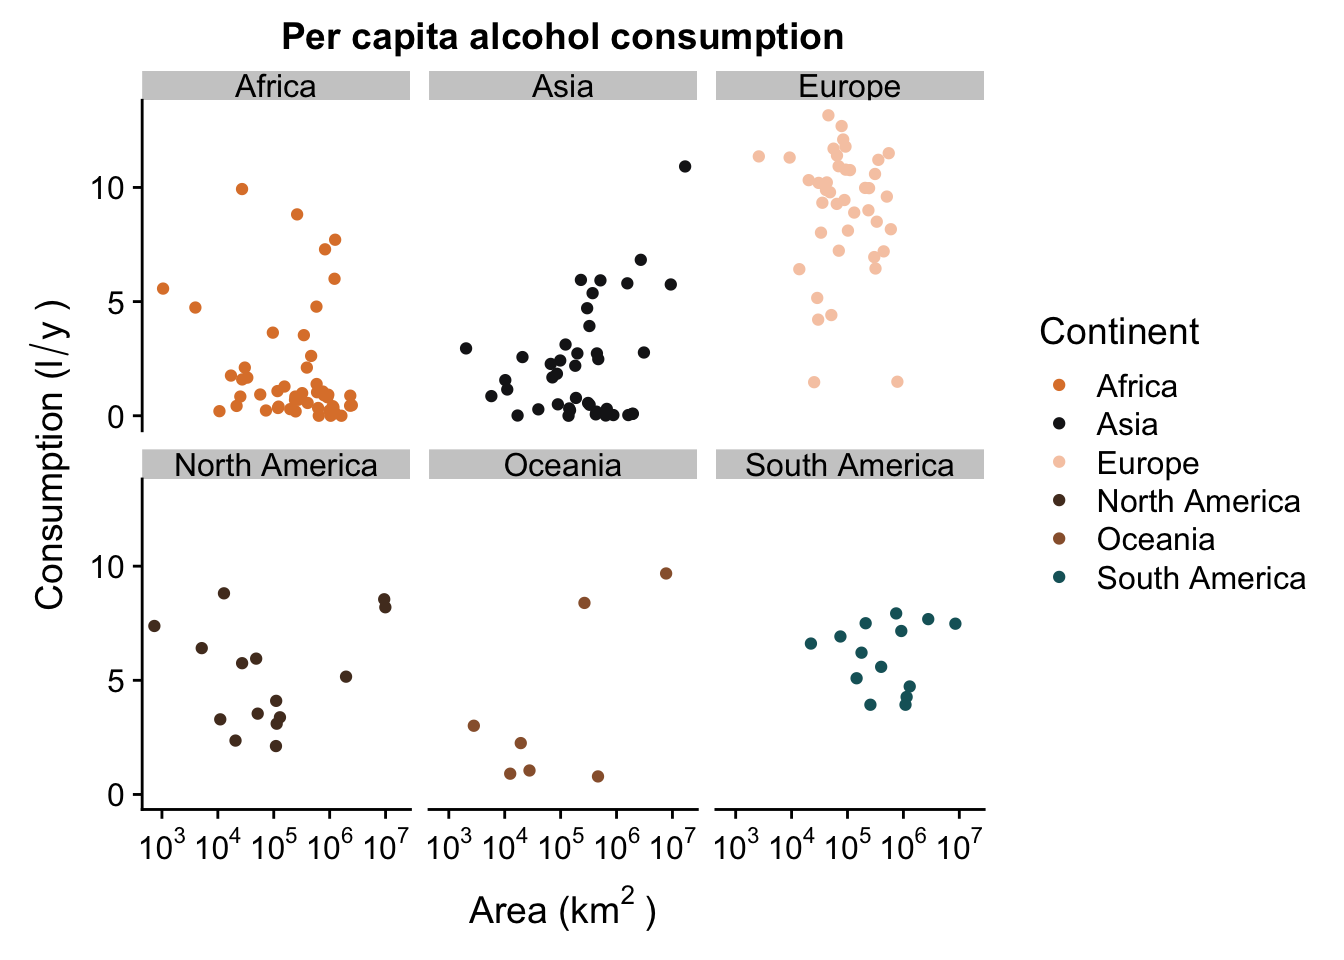 Per capita alcohol consumption
Africa Asia Europe
10
5
0
North America Oceania South America
10
5
0
10³ 10⁴ 10⁵ 10⁶ 10⁷ 10³ 10⁴ 10⁵ 10⁶ 10⁷ 10³ 10⁴ 10⁵ 10⁶ 10⁷
Area (km² )
Consumption (l/y )
Continent
Africa
Asia
Europe
North America
Oceania
South America